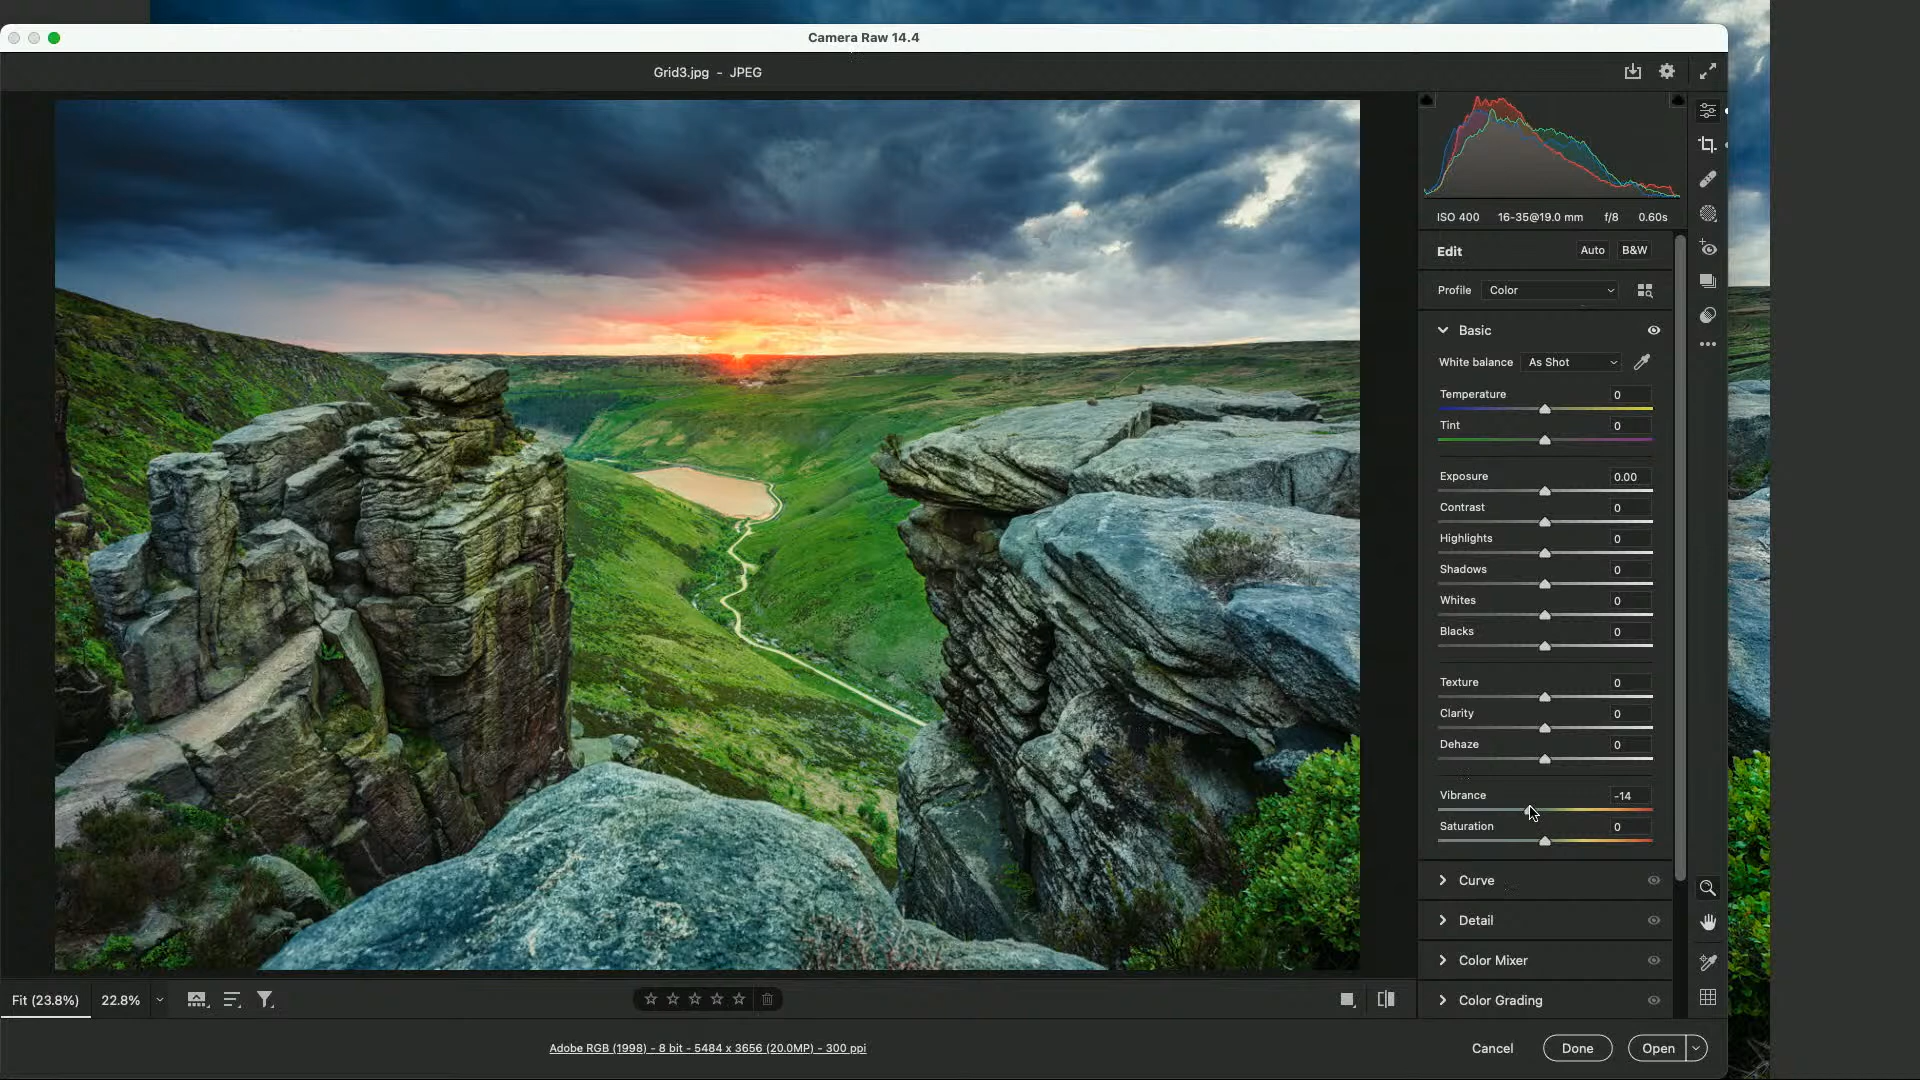 Camera Raw 14.4
Grid3.jpg - JPEG
ISO 400 16-35@19.0 mm f/8 0.60s
Edit Auto B&W
Profile Color
Basic
White balance As Shot
Temperature 0
Tint 0
Exposure 0.00
Contrast 0
Highlights 0
Shadows 0
Whites 0
Blacks 0
Texture 0
Clarity 0
Dehaze 0
Vibrance -14
Saturation 0
Curve
Detail
Color Mixer
Color Grading
Fit (23.8%) 22.8%
Adobe RGB (1998) - 8 bit - 5484 x 3656 (20.0MP) - 300 ppi
Cancel Done Open